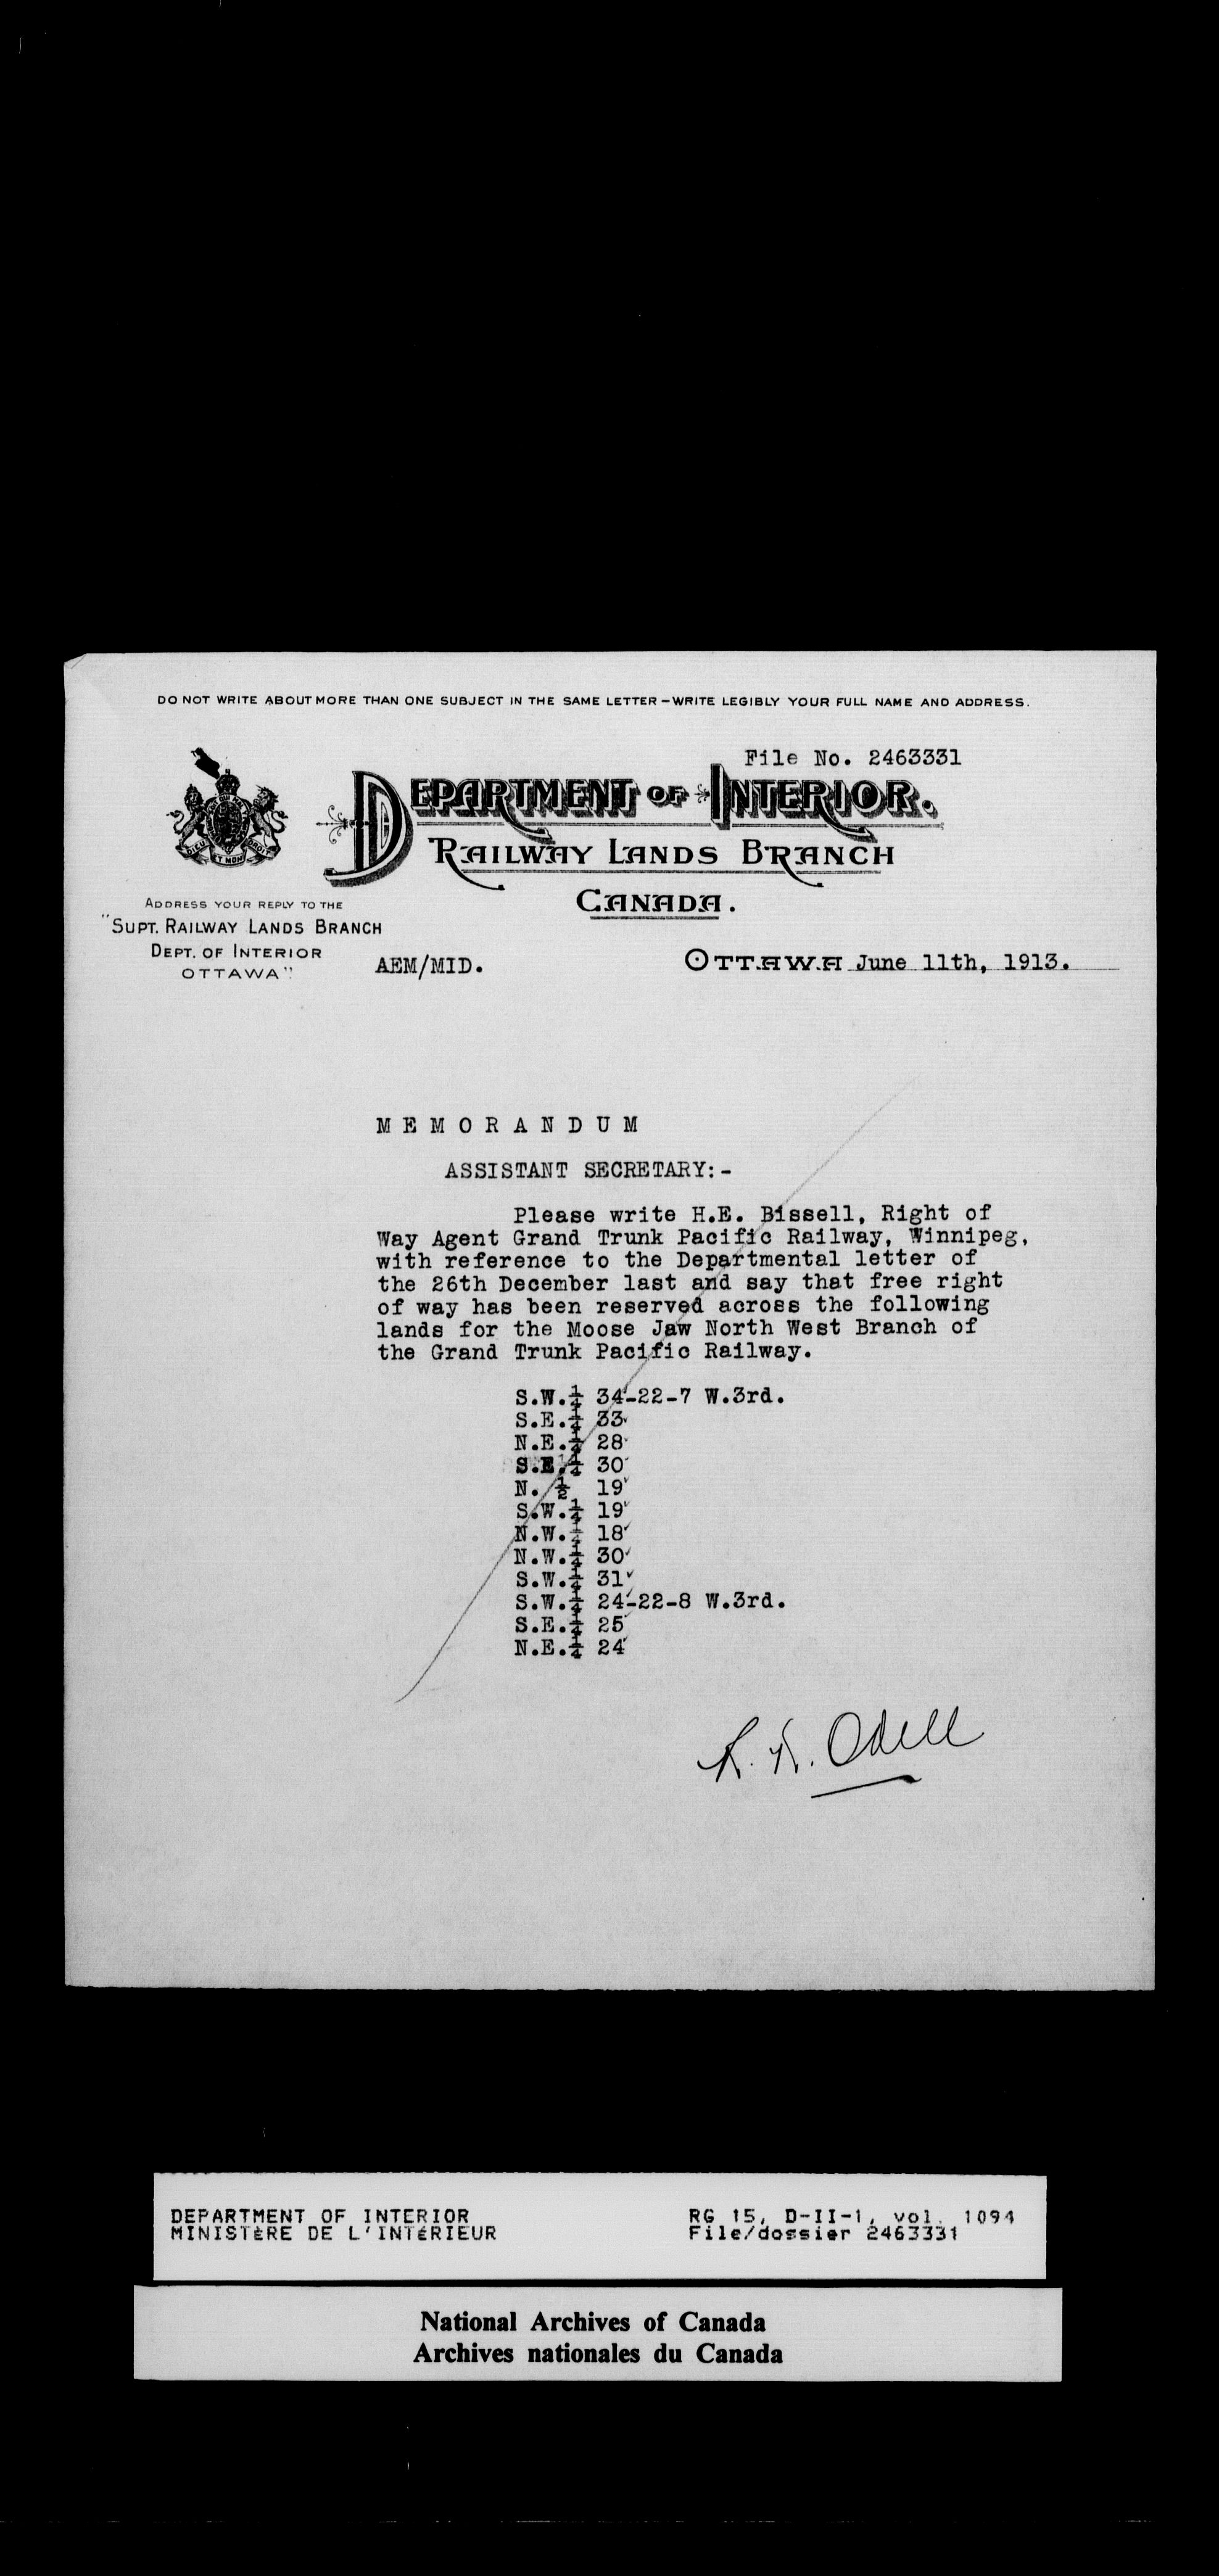 DO NOT WRITE ABOUT MORE THAN ONE SUBJECT IN THE SAME LETTER—WRITE LEGIBLY YOUR FULL NAME AND ADDRESS.
File No. 2463331
DEPARTMENT OF INTERIOR.
RAILWAY LANDS BRANCH
CANADA.
DIEU ET MON DROIT
ADDRESS YOUR REPLY TO THE
"SUPT. RAILWAY LANDS BRANCH
DEPT. OF INTERIOR
OTTAWA"
AEM/MID.
OTTAWA June 11th, 1913.
M E M O R A N D U M
ASSISTANT SECRETARY:-
Please write H.E. Bissell, Right of
Way Agent Grand Trunk Pacific Railway, Winnipeg,
with reference to the Departmental letter of
the 26th December last and say that free right
of way has been reserved across the following
lands for the Moose Jaw North West Branch of
the Grand Trunk Pacific Railway.
S.W.¼ 34-22-7 W.3rd.
S.E.¼ 33
N.E.¼ 28
S.E.¼ 30
N. ½ 19
S.W.¼ 19
N.W.¼ 18
N.W.¼ 30
S.W.¼ 31
S.W.¼ 24-22-8 W.3rd.
S.E.¼ 25
N.E.¼ 24
Odell
DEPARTMENT OF INTERIOR
MINISTÈRE DE L'INTÉRIEUR
RG 15, D-II-1, vol. 1094
File/dossier 2463331
National Archives of Canada
Archives nationales du Canada